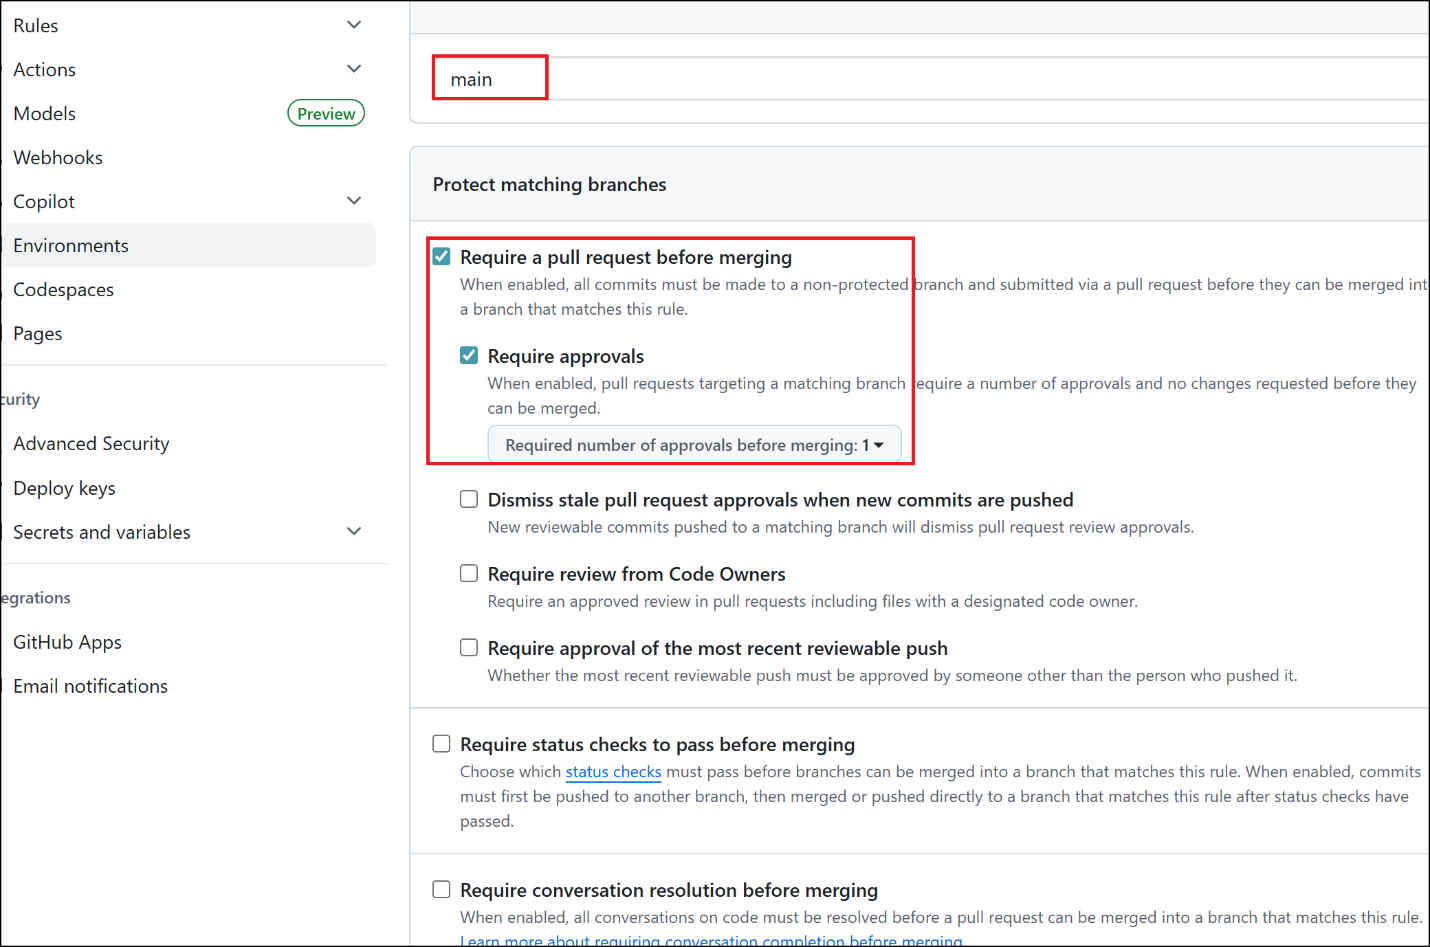 Rules
Actions
Models
Preview
Webhooks
Copilot
Environments
Codespaces
Pages
curity
Advanced Security
Deploy keys
Secrets and variables
egrations
GitHub Apps
Email notifications
main
Protect matching branches
Require a pull request before merging
When enabled, all commits must be made to a non-protected branch and submitted via a pull request before they can be merged int
a branch that matches this rule.
Require approvals
When enabled, pull requests targeting a matching branch require a number of approvals and no changes requested before they
can be merged.
Required number of approvals before merging: 1
Dismiss stale pull request approvals when new commits are pushed
New reviewable commits pushed to a matching branch will dismiss pull request review approvals.
Require review from Code Owners
Require an approved review in pull requests including files with a designated code owner.
Require approval of the most recent reviewable push
Whether the most recent reviewable push must be approved by someone other than the person who pushed it.
Require status checks to pass before merging
Choose which status checks must pass before branches can be merged into a branch that matches this rule. When enabled, commits
must first be pushed to another branch, then merged or pushed directly to a branch that matches this rule after status checks have
passed.
Require conversation resolution before merging
When enabled, all conversations on code must be resolved before a pull request can be merged into a branch that matches this rule.
Learn more about requiring conversation completion before merging.